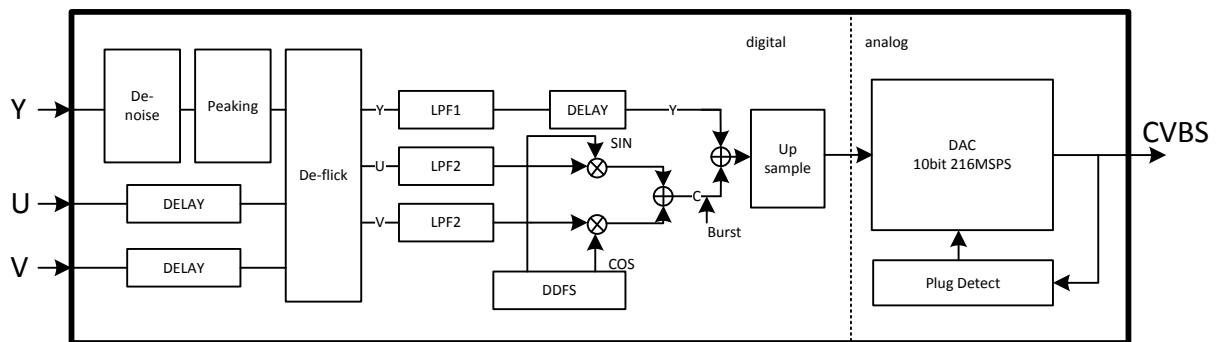 digital
analog
Y
De-
noise
Peaking
De-flick
Y
LPF1
DELAY
Y
Up
sample
DAC
10bit 216MSPS
CVBS
SIN
U
LPF2
U
DELAY
V
LPF2
C
Burst
V
DELAY
COS
DDFS
Plug Detect